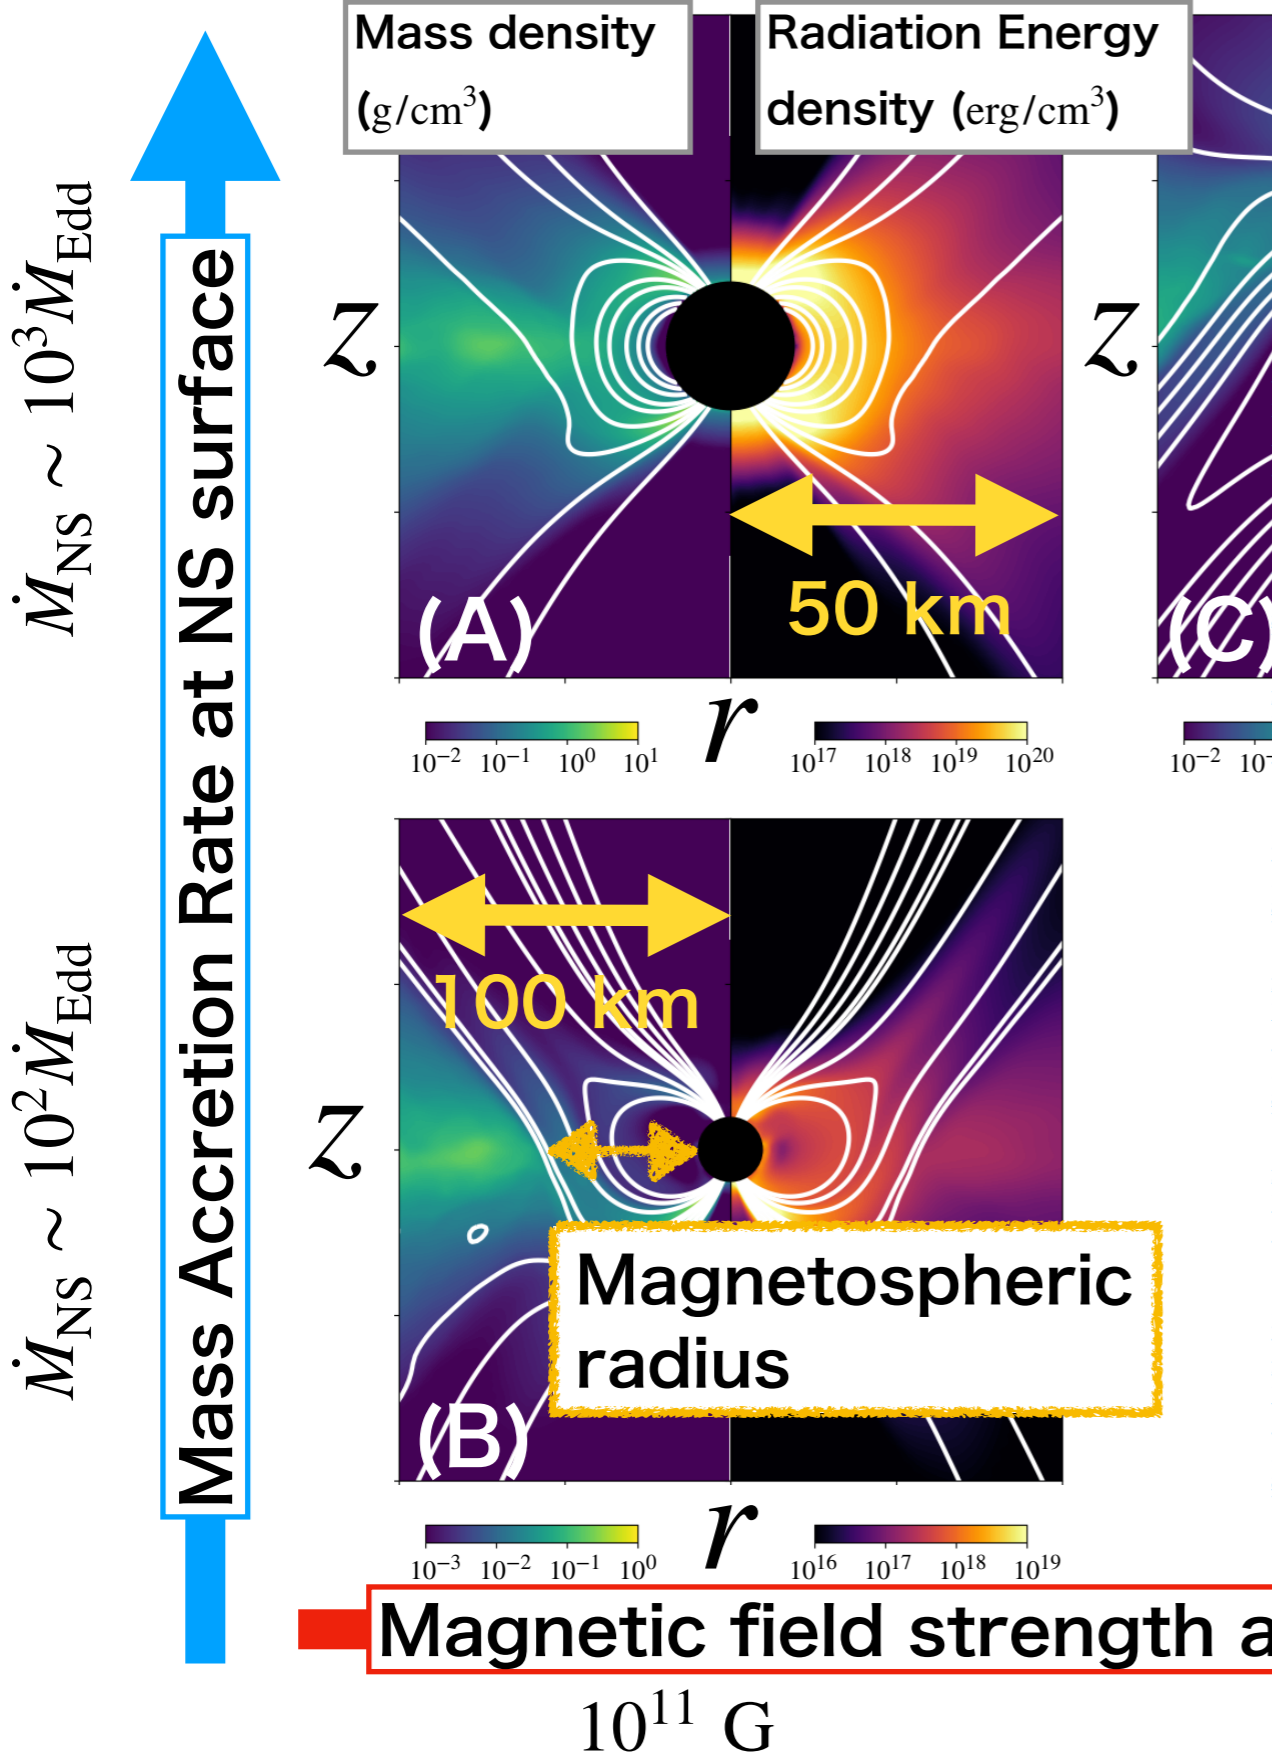 Mass density
(g/cm³)
Radiation Energy
density (erg/cm³)
Ṁ_NS ~ 10³Ṁ_Edd
Mass Accretion Rate at NS surface
z
z
50 km
(A)
(C)
r
10⁻² 10⁻¹ 10⁰ 10¹
10¹⁷ 10¹⁸ 10¹⁹ 10²⁰
10⁻² 10⁻
Ṁ_NS ~ 10²Ṁ_Edd
100 km
z
Magnetospheric
radius
(B)
r
10⁻³ 10⁻² 10⁻¹ 10⁰
10¹⁶ 10¹⁷ 10¹⁸ 10¹⁹
Magnetic field strength a
10¹¹ G